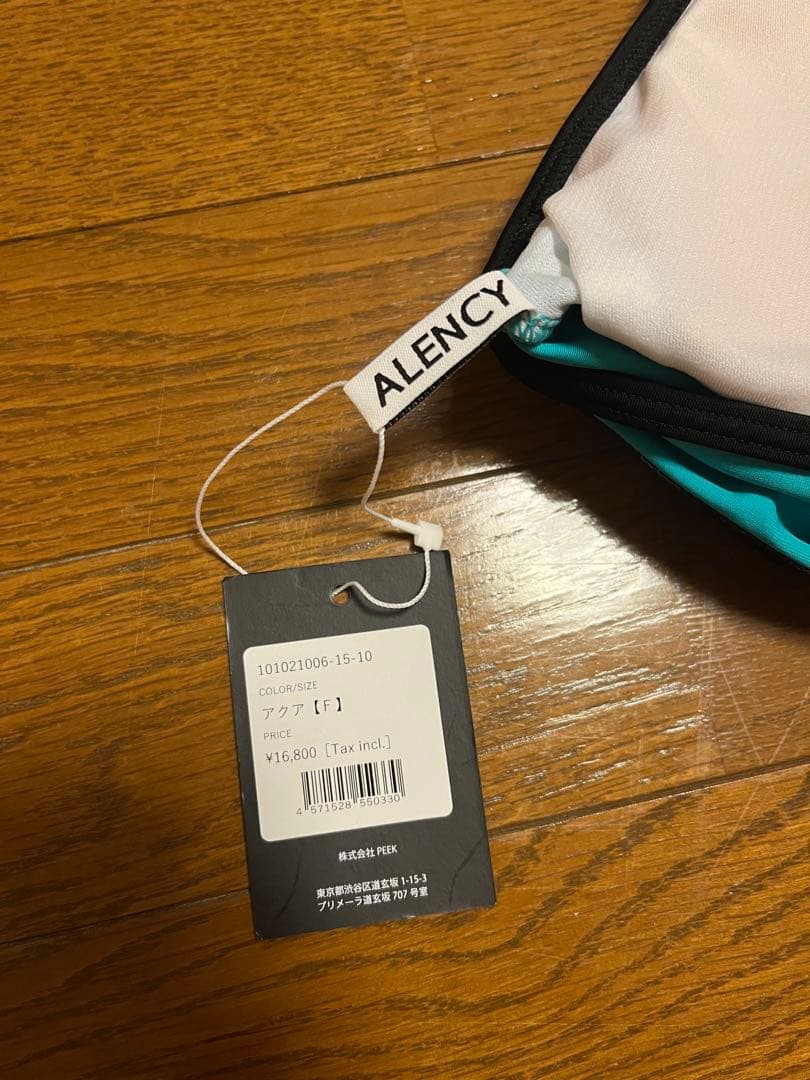 ALENCY
101021006-15-10
COLOR/SIZE
アクア【F】
PRICE
¥16,800［Tax incl.］
4 571528 550330
株式会社 PEEK
東京都渋谷区道玄坂 1-15-3
プリメーラ道玄坂 707 号室